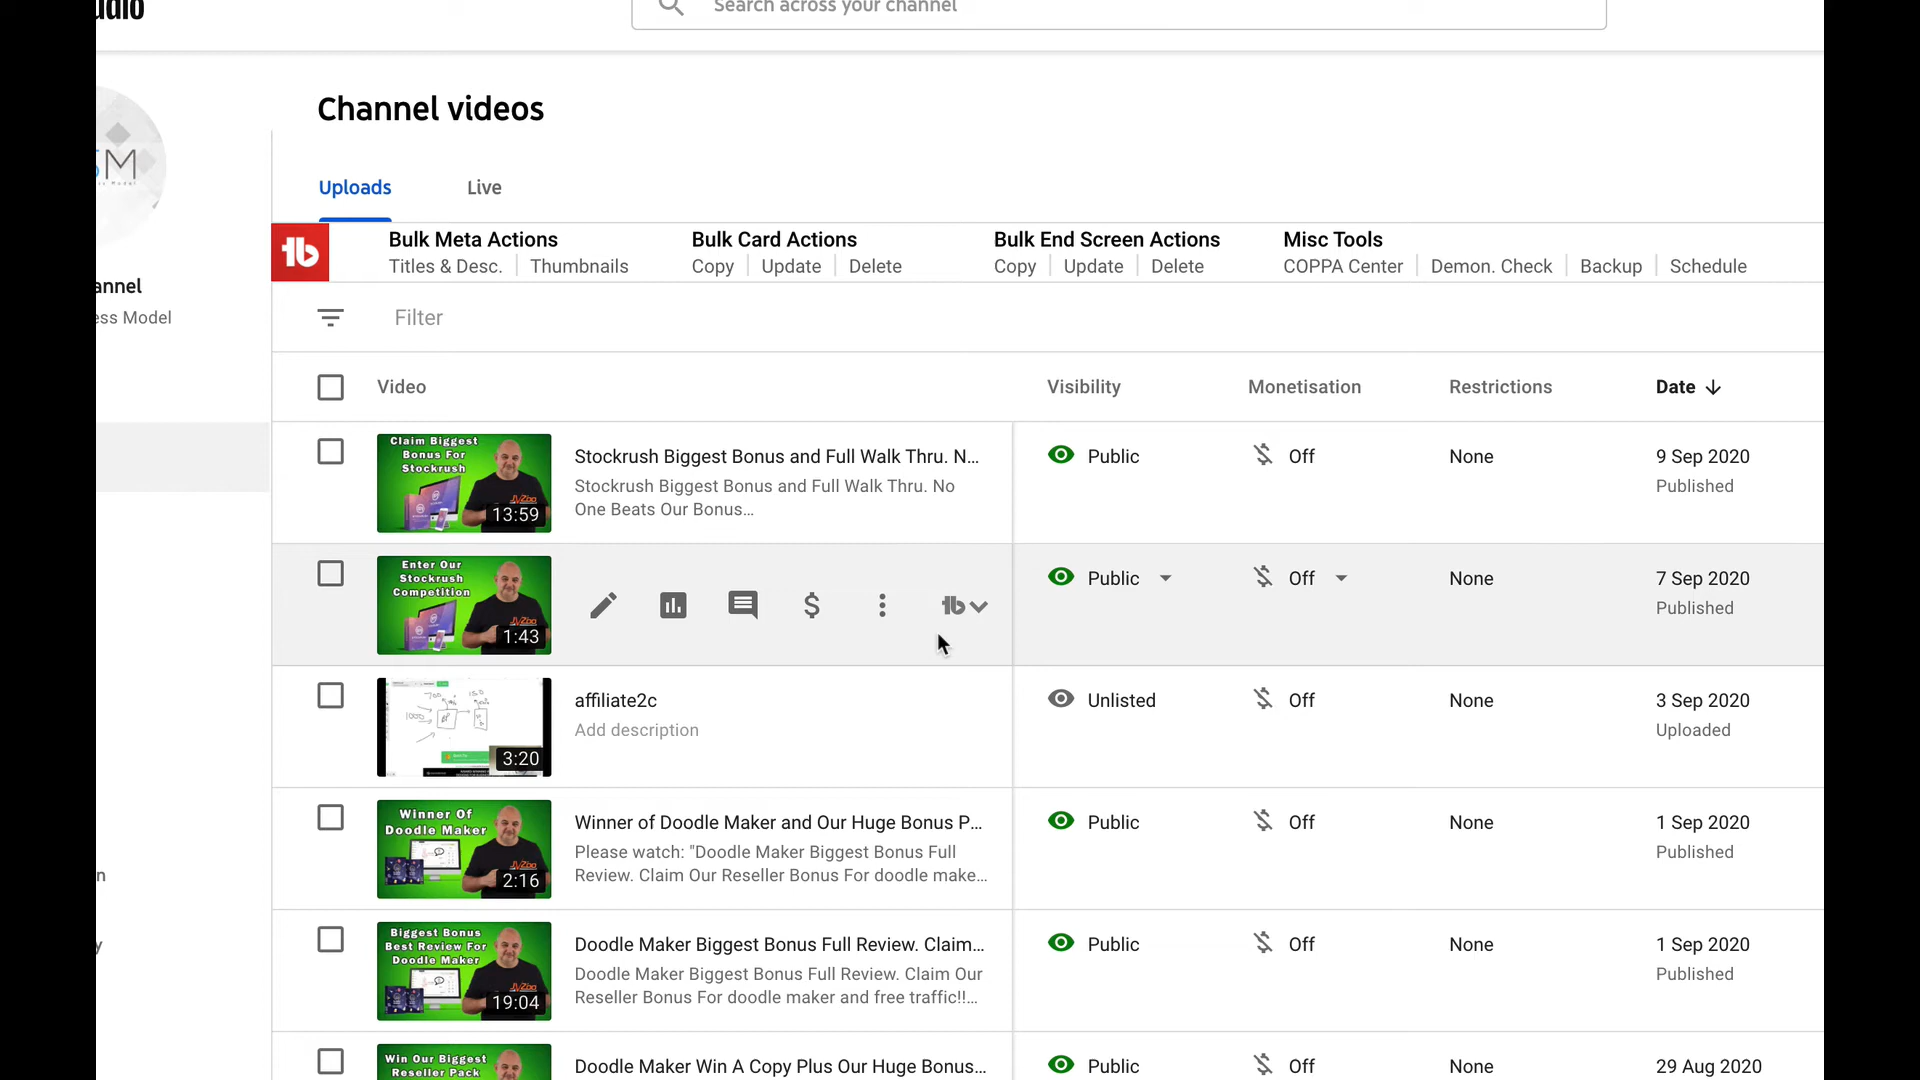 udio
Search across your channel
Channel videos
Uploads
Live
Bulk Meta Actions
Bulk Card Actions
Bulk End Screen Actions
Misc Tools
Titles & Desc.
Thumbnails
Copy
Update
Delete
Copy
Update
Delete
COPPA Center
Demon. Check
Backup
Schedule
SM
annel
ess Model
Filter
Video
Visibility
Monetisation
Restrictions
Date
Claim Biggest
Bonus For
Stockrush
JVZoo
13:59
Stockrush Biggest Bonus and Full Walk Thru. N...
Stockrush Biggest Bonus and Full Walk Thru. No
One Beats Our Bonus...
Public
Off
None
9 Sep 2020
Published
Enter Our
Stockrush
Competition
JVZoo
1:43
Public
Off
None
7 Sep 2020
Published
3:20
affiliate2c
Add description
Unlisted
Off
None
3 Sep 2020
Uploaded
Winner Of
Doodle Maker
JVZoo
2:16
Winner of Doodle Maker and Our Huge Bonus P...
Please watch: "Doodle Maker Biggest Bonus Full
Review. Claim Our Reseller Bonus For doodle make...
Public
Off
None
1 Sep 2020
Published
n
y
Biggest Bonus
Best Review For
Doodle Maker
JVZoo
19:04
Doodle Maker Biggest Bonus Full Review. Claim...
Doodle Maker Biggest Bonus Full Review. Claim Our
Reseller Bonus For doodle maker and free traffic!!...
Public
Off
None
1 Sep 2020
Published
Win Our Biggest
Reseller Pack
Doodle Maker Win A Copy Plus Our Huge Bonus...
Public
Off
None
29 Aug 2020